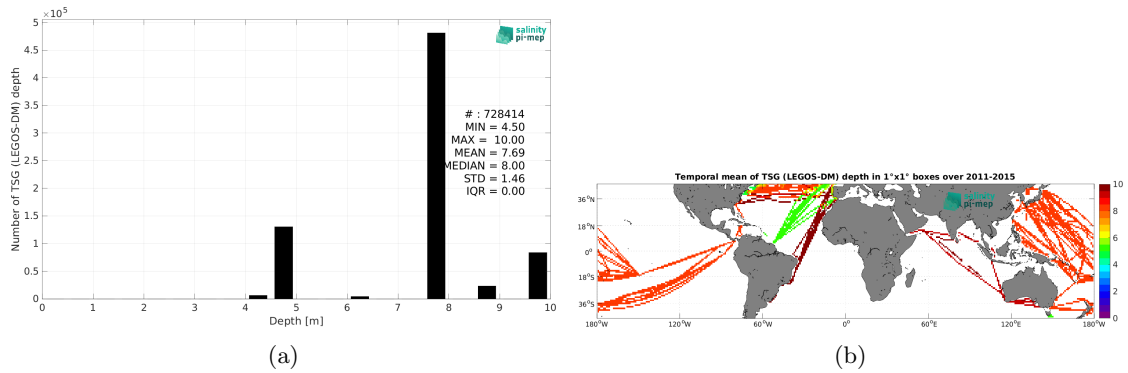 ×10⁵
5
4.5
4
3.5
3
2.5
2
1.5
1
0.5
0
Number of TSG (LEGOS-DM) depth
0 1 2 3 4 5 6 7 8 9 10
Depth [m]
salinity
pi-mep
# : 728414
MIN = 4.50
MAX = 10.00
MEAN = 7.69
MEDIAN = 8.00
STD = 1.46
IQR = 0.00
(a)
Temporal mean of TSG (LEGOS-DM) depth in 1°x1° boxes over 2011-2015
salinity
pi-mep
36°N
18°N
0°
18°S
36°S
180°W 120°W 60°W 0° 60°E 120°E 180°W
10
8
6
4
2
0
(b)